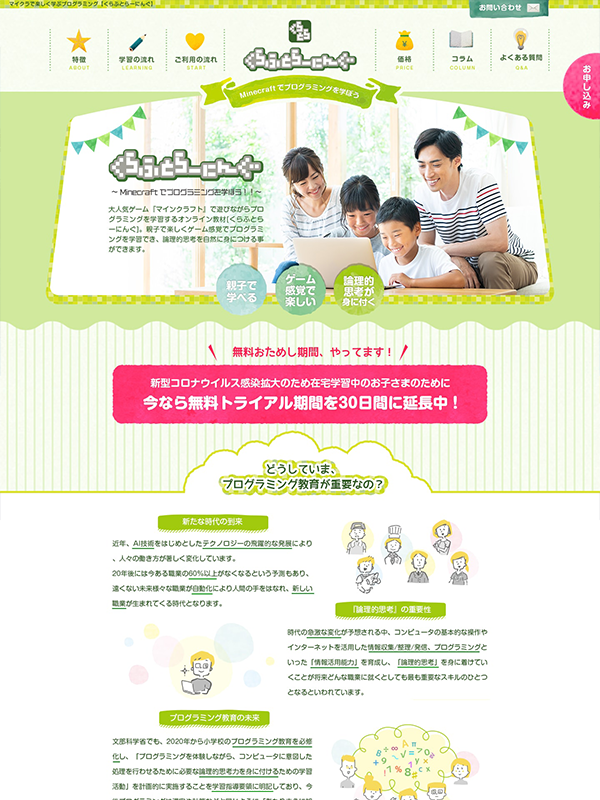 マイクラで楽しく学ぶプログラミング【くらふとらーにんぐ】
お問い合わせ
特徴
ABOUT
学習の流れ
LEARNING
ご利用の流れ
START
くらふとらーにんぐ
価格
PRICE
コラム
COLUMN
よくある質問
Q&A
お申し込み
Minecraftでプログラミングを学ぼう
くらふとらーにんぐ
～Minecraftでプログラミングを学ぼう！！～
大人気ゲーム『マインクラフト』で遊びながらプロ
グラミングを学習するオンライン教材[くらふとら
ーにんぐ]。親子で楽しくゲーム感覚でプログラミ
ングを学習でき、論理的思考を自然に身につける事
ができます。
親子で
学べる
ゲーム
感覚で
楽しい
論理的
思考が
身に付く
無料おためし期間、やってます！
新型コロナウイルス感染拡大のため在宅学習中のお子さまのために
今なら無料トライアル期間を30日間に延長中！
どうしていま、
プログラミング教育が重要なの？
新たな時代の到来
近年、AI技術をはじめとしたテクノロジーの飛躍的な発展により
、人々の働き方が著しく変化しています。
20年後には今ある職業の60％以上がなくなるという予測もあり、
遠くない未来様々な職業が自動化により人間の手をはなれ、新しい
職業が生まれてくる時代となります。
「論理的思考」の重要性
時代の急激な変化が予想される中、コンピュータの基本的な操作や
インターネットを活用した情報収集/整理/発信、プログラミングと
いった「情報活用能力」を育成し、「論理的思考」を身に着けてい
くことが将来どんな職業に就くとしても最も重要なスキルのひとつ
となるといわれています。
プログラミング教育の未来
文部科学省でも、2020年から小学校のプログラミング教育を必修
化し、「プログラミングを体験しながら、コンピュータに意図した
処理を行わせるために必要な論理的思考力を身に付けるための学習
活動」を計画的に実施することを学習指導要領に明記しており、今